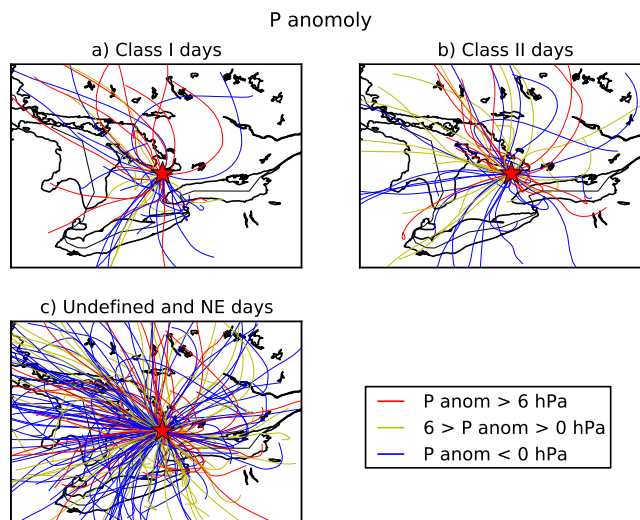 P anomoly
a) Class I days
b) Class II days
c) Undefined and NE days
P anom > 6 hPa
6 > P anom > 0 hPa
P anom < 0 hPa